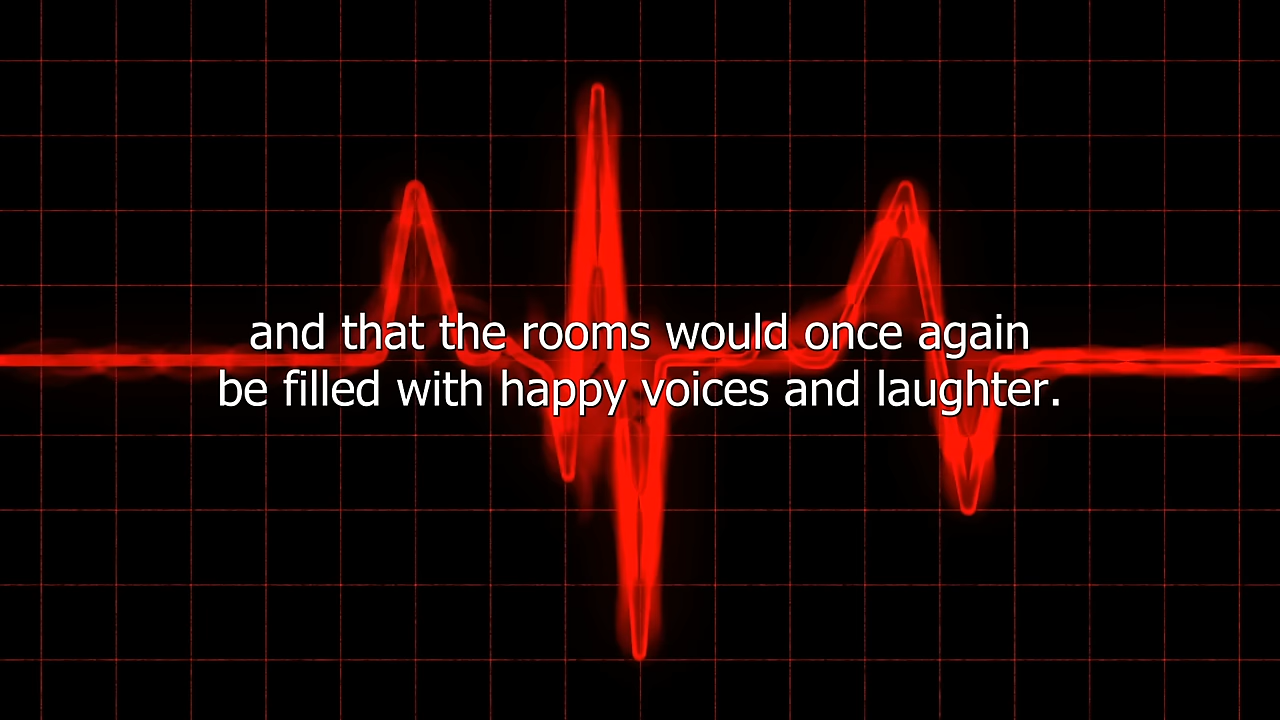 and that the rooms would once again
be filled with happy voices and laughter.